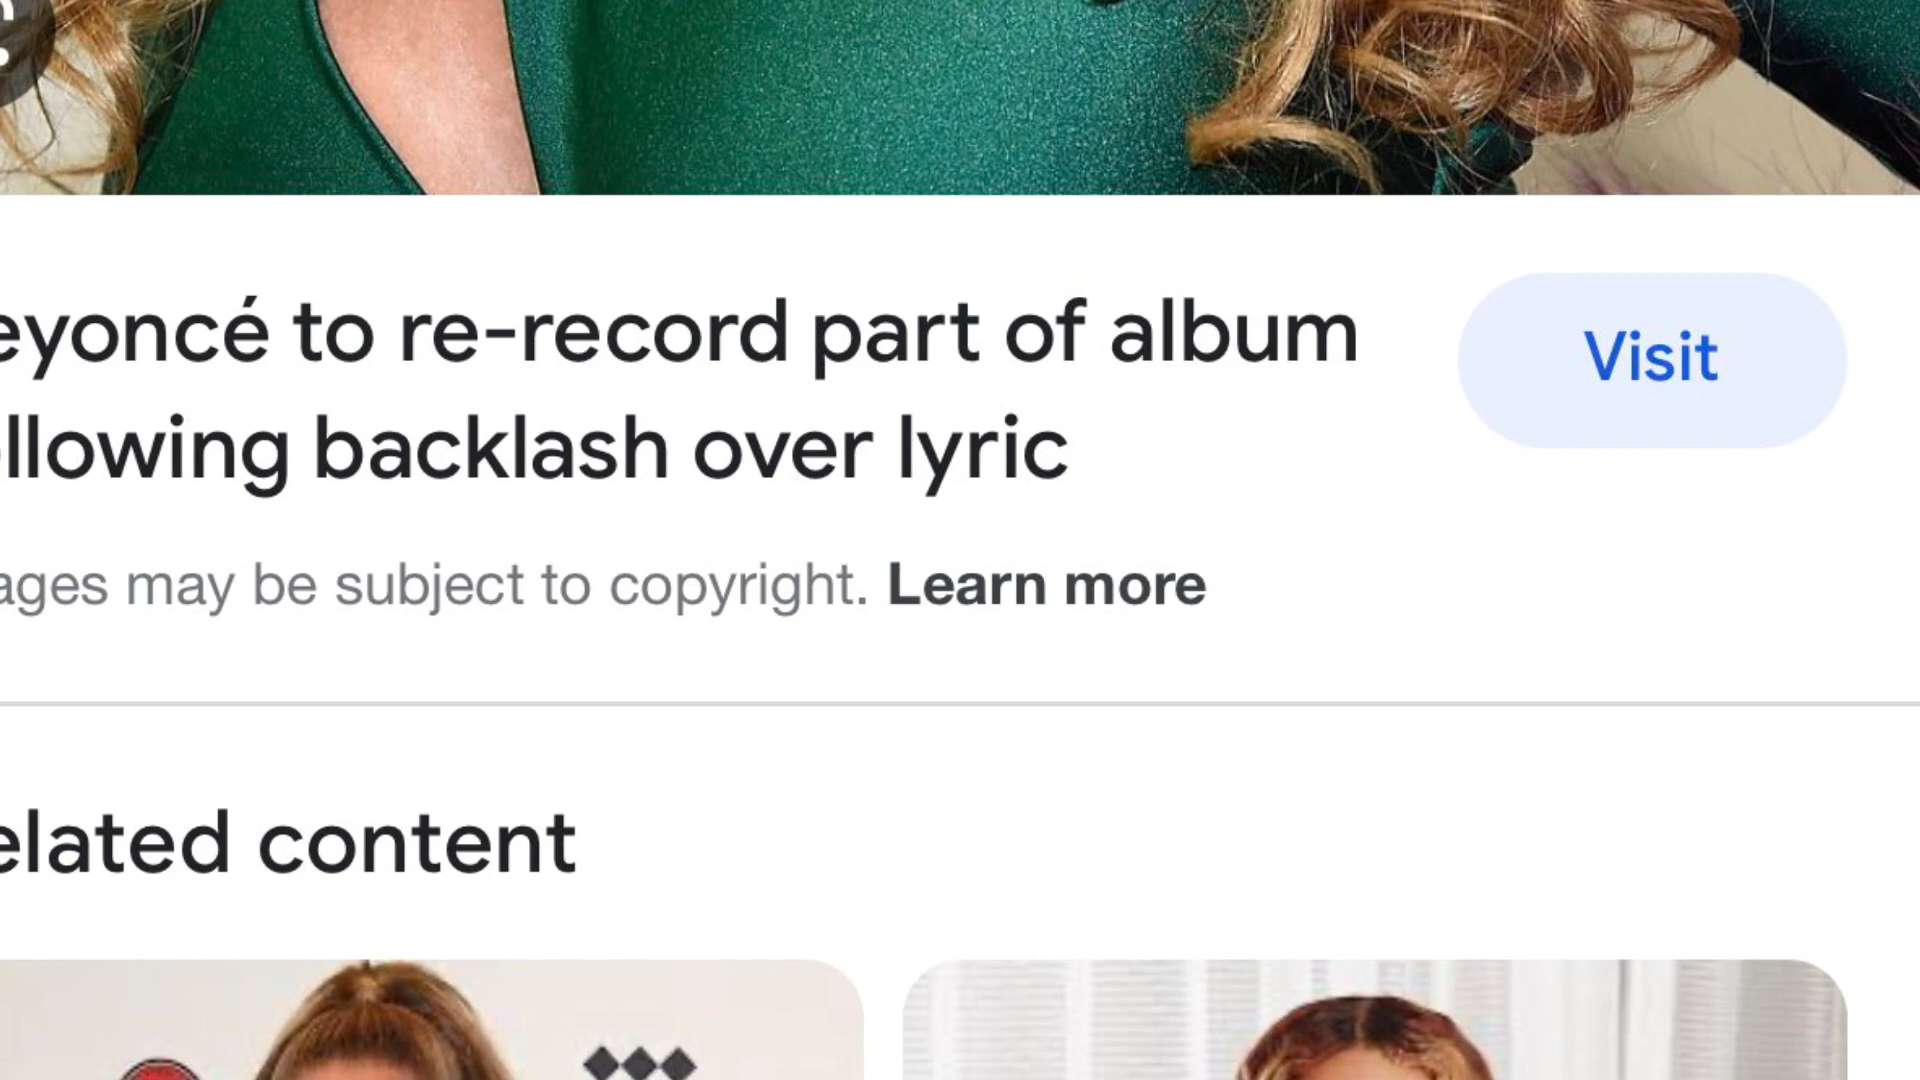 eyoncé to re-record part of album
ollowing backlash over lyric
Visit
ages may be subject to copyright. Learn more
elated content